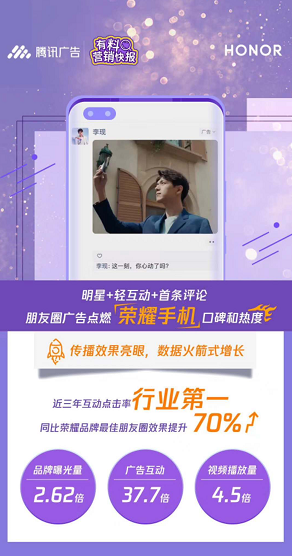 腾讯广告
有料
营销快报
HONOR
李现
广告
李现: 这一刻，你心动了吗?
明星+轻互动+首条评论
朋友圈广告点燃「荣耀手机」口碑和热度
传播效果亮眼，数据火箭式增长
近三年互动点击率 行业第一
同比荣耀品牌最佳朋友圈效果提升 70%
品牌曝光量
2.62倍
广告互动
37.7倍
视频播放量
4.5倍